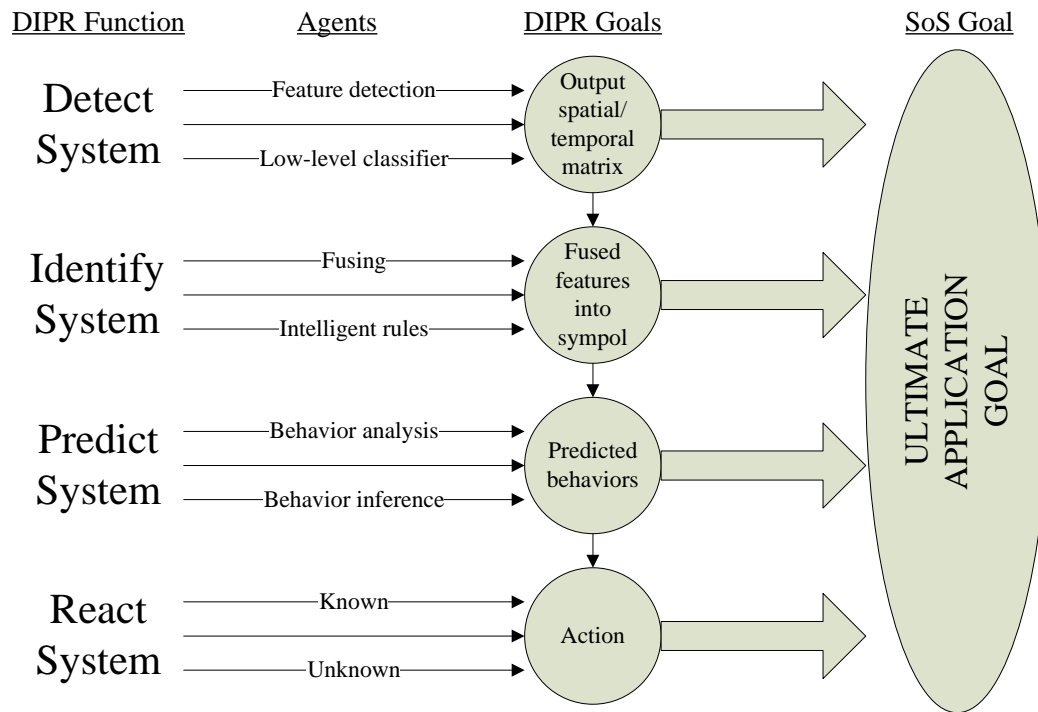 DIPR Function
Agents
DIPR Goals
SoS Goal
Detect
System
Feature detection
Low-level classifier
Output
spatial/
temporal
matrix
Identify
System
Fusing
Intelligent rules
Fused
features
into
sympol
Predict
System
Behavior analysis
Behavior inference
Predicted
behaviors
React
System
Known
Unknown
Action
ULTIMATE
APPLICATION
GOAL